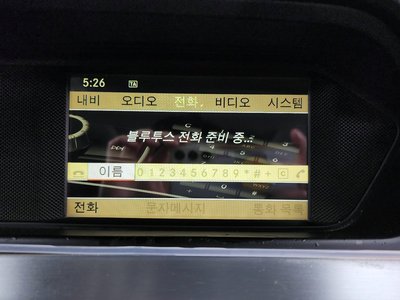 5:26 TA
내비 오디오 전화 비디오 시스템
블루투스 전화 준비 중...
이름 0123456789*#+ C
전화 문자메시지 통화 목록